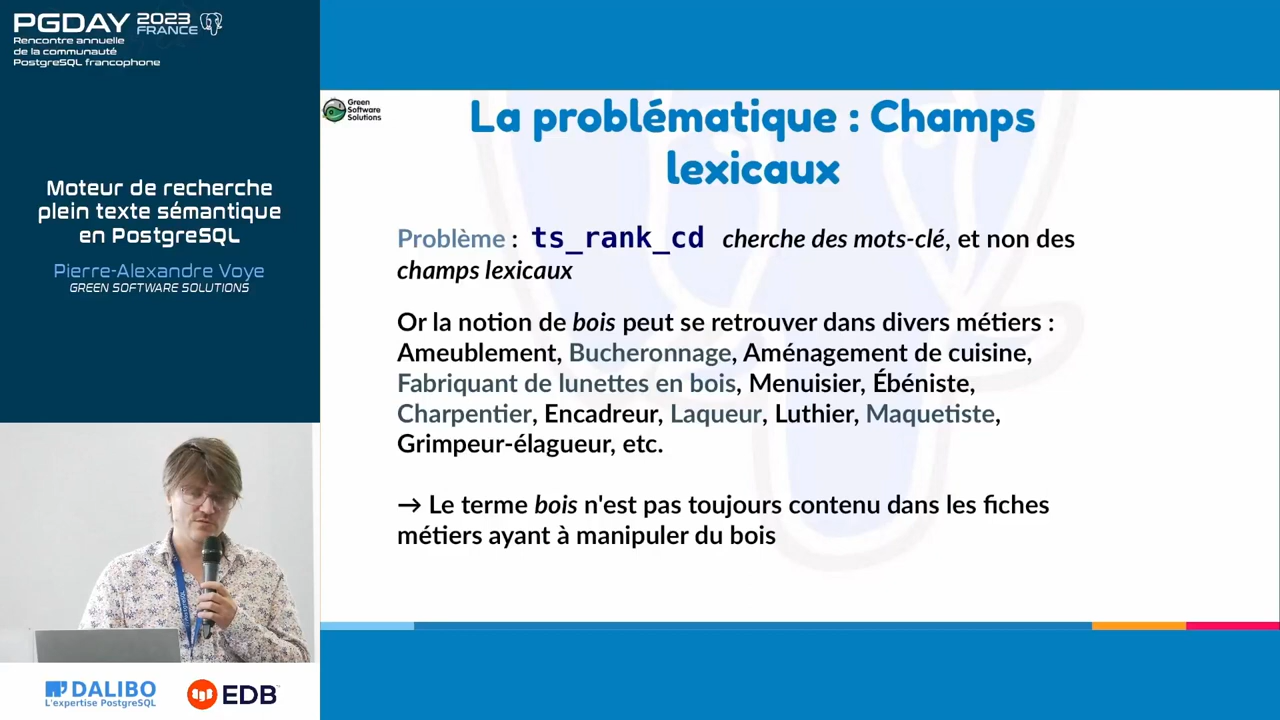 PGDAY 2023 FRANCE
Rencontre annuelle
de la communauté
PostgreSQL francophone
Moteur de recherche
plein texte sémantique
en PostgreSQL
Pierre-Alexandre Voye
GREEN SOFTWARE SOLUTIONS
Green
Software
Solutions
La problématique : Champs
lexicaux
Problème : ts_rank_cd cherche des mots-clé, et non des
champs lexicaux
Or la notion de bois peut se retrouver dans divers métiers :
Ameublement, Bucheronnage, Aménagement de cuisine,
Fabriquant de lunettes en bois, Menuisier, Ébéniste,
Charpentier, Encadreur, Laqueur, Luthier, Maquetiste,
Grimpeur-élagueur, etc.
→ Le terme bois n'est pas toujours contenu dans les fiches
métiers ayant à manipuler du bois
DALIBO
L'expertise PostgreSQL
EDB